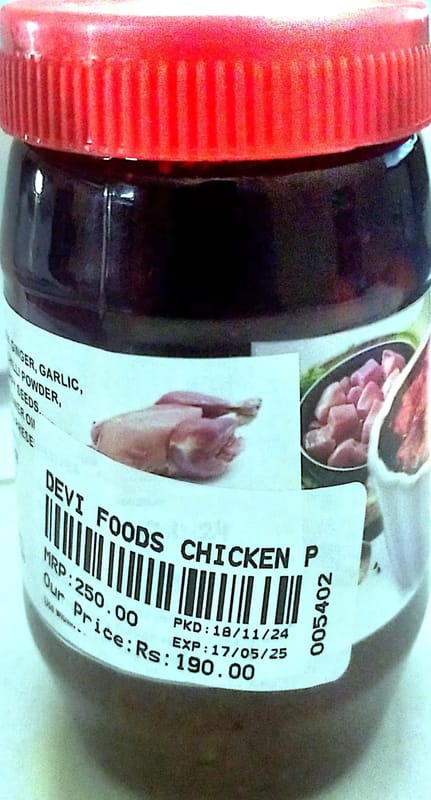 GINGER, GARLIC,
POWDER,
SEEDS
DEVI FOODS CHICKEN P
MRP:250.00
PKD:18/11/24
Our Price:Rs:190.00
EXP:17/05/25
005402